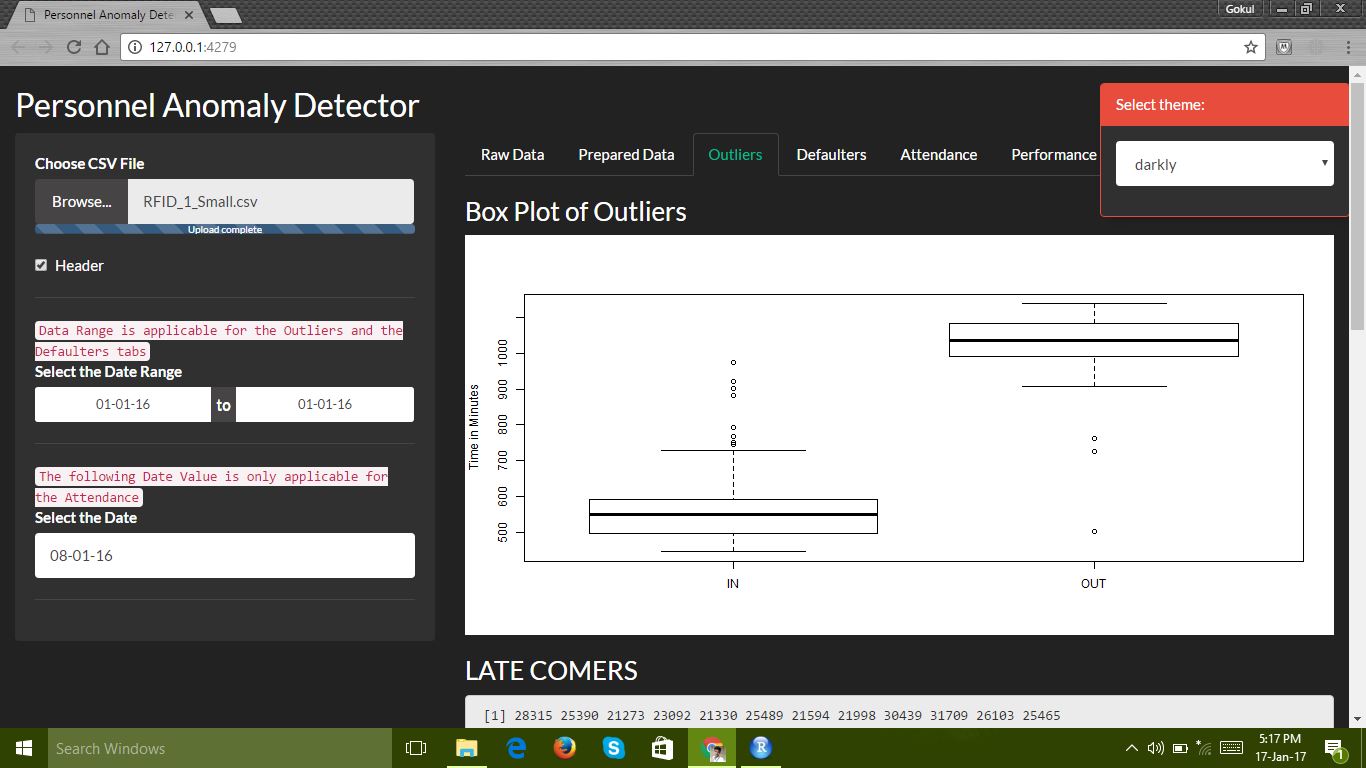 Personnel Anomaly Dete
Gokul
127.0.0.1:4279
Personnel Anomaly Detector
Select theme:
darkly
Choose CSV File
Browse... RFID_1_Small.csv
Upload complete
Header
Data Range is applicable for the Outliers and the
Defaulters tabs
Select the Date Range
01-01-16 to 01-01-16
The following Date Value is only applicable for
the Attendance
Select the Date
08-01-16
Raw Data Prepared Data Outliers Defaulters Attendance Performance
Box Plot of Outliers
Time in Minutes
1000
900
800
700
600
500
IN OUT
LATE COMERS
[1] 28315 25390 21273 23092 21330 25489 21594 21998 30439 31709 26103 25465
Search Windows
5:17 PM
17-Jan-17
1